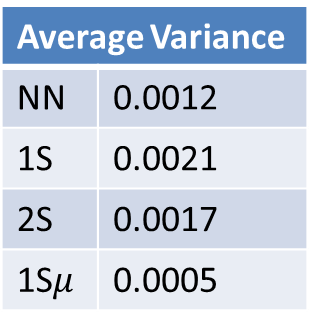 Average Variance
NN 0.0012
1S 0.0021
2S 0.0017
1S𝜇 0.0005